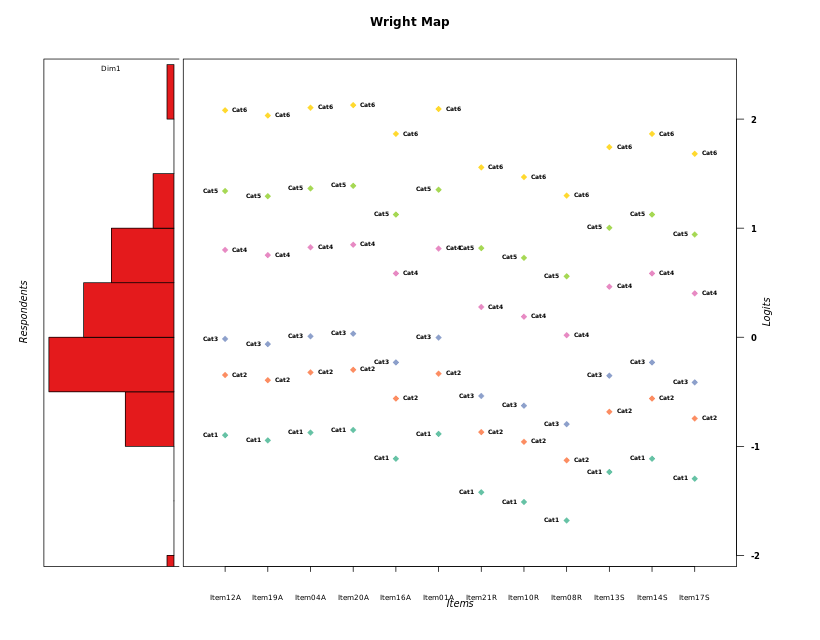 Wright Map
Dim1
Cat6 Cat6 Cat6 Cat6 Cat6 Cat6 Cat6 Cat6 Cat6 Cat6 Cat6 Cat6
Cat5 Cat5 Cat5 Cat5 Cat5 Cat5 Cat5 Cat5 Cat5 Cat5 Cat5 Cat5
Cat4 Cat4 Cat4 Cat4 Cat4 Cat4 Cat4 Cat4 Cat4 Cat4 Cat4 Cat4
Cat3 Cat3 Cat3 Cat3 Cat3 Cat3 Cat3 Cat3 Cat3 Cat3 Cat3 Cat3
Cat2 Cat2 Cat2 Cat2 Cat2 Cat2 Cat2 Cat2 Cat2 Cat2 Cat2 Cat2
Cat1 Cat1 Cat1 Cat1 Cat1 Cat1 Cat1 Cat1 Cat1 Cat1 Cat1 Cat1
2
1
0
-1
-2
Respondents
Logits
Item12A Item19A Item04A Item20A Item16A Item01A Item21R Item10R Item08R Item13S Item14S Item17S
Items